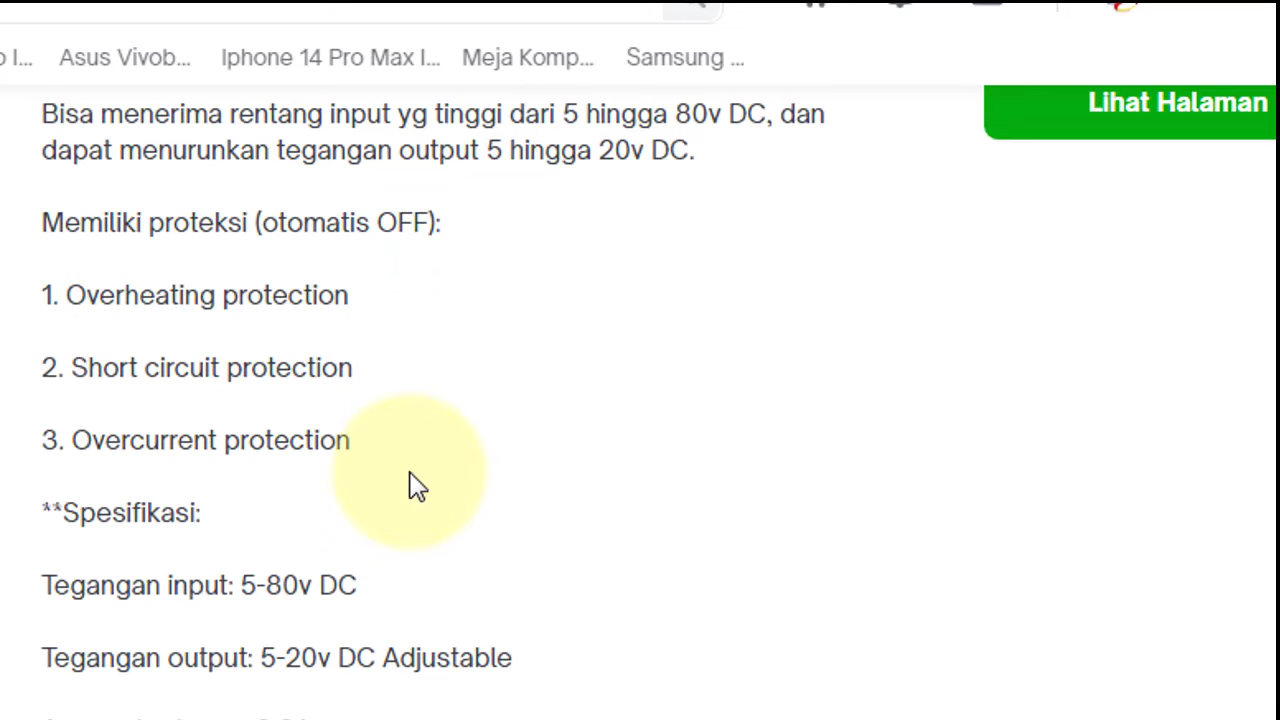 o I... Asus Vivob... Iphone 14 Pro Max I... Meja Komp... Samsung ...
Lihat Halaman
Bisa menerima rentang input yg tinggi dari 5 hingga 80v DC, dan
dapat menurunkan tegangan output 5 hingga 20v DC.
Memiliki proteksi (otomatis OFF):
1. Overheating protection
2. Short circuit protection
3. Overcurrent protection
**Spesifikasi:
Tegangan input: 5-80v DC
Tegangan output: 5-20v DC Adjustable